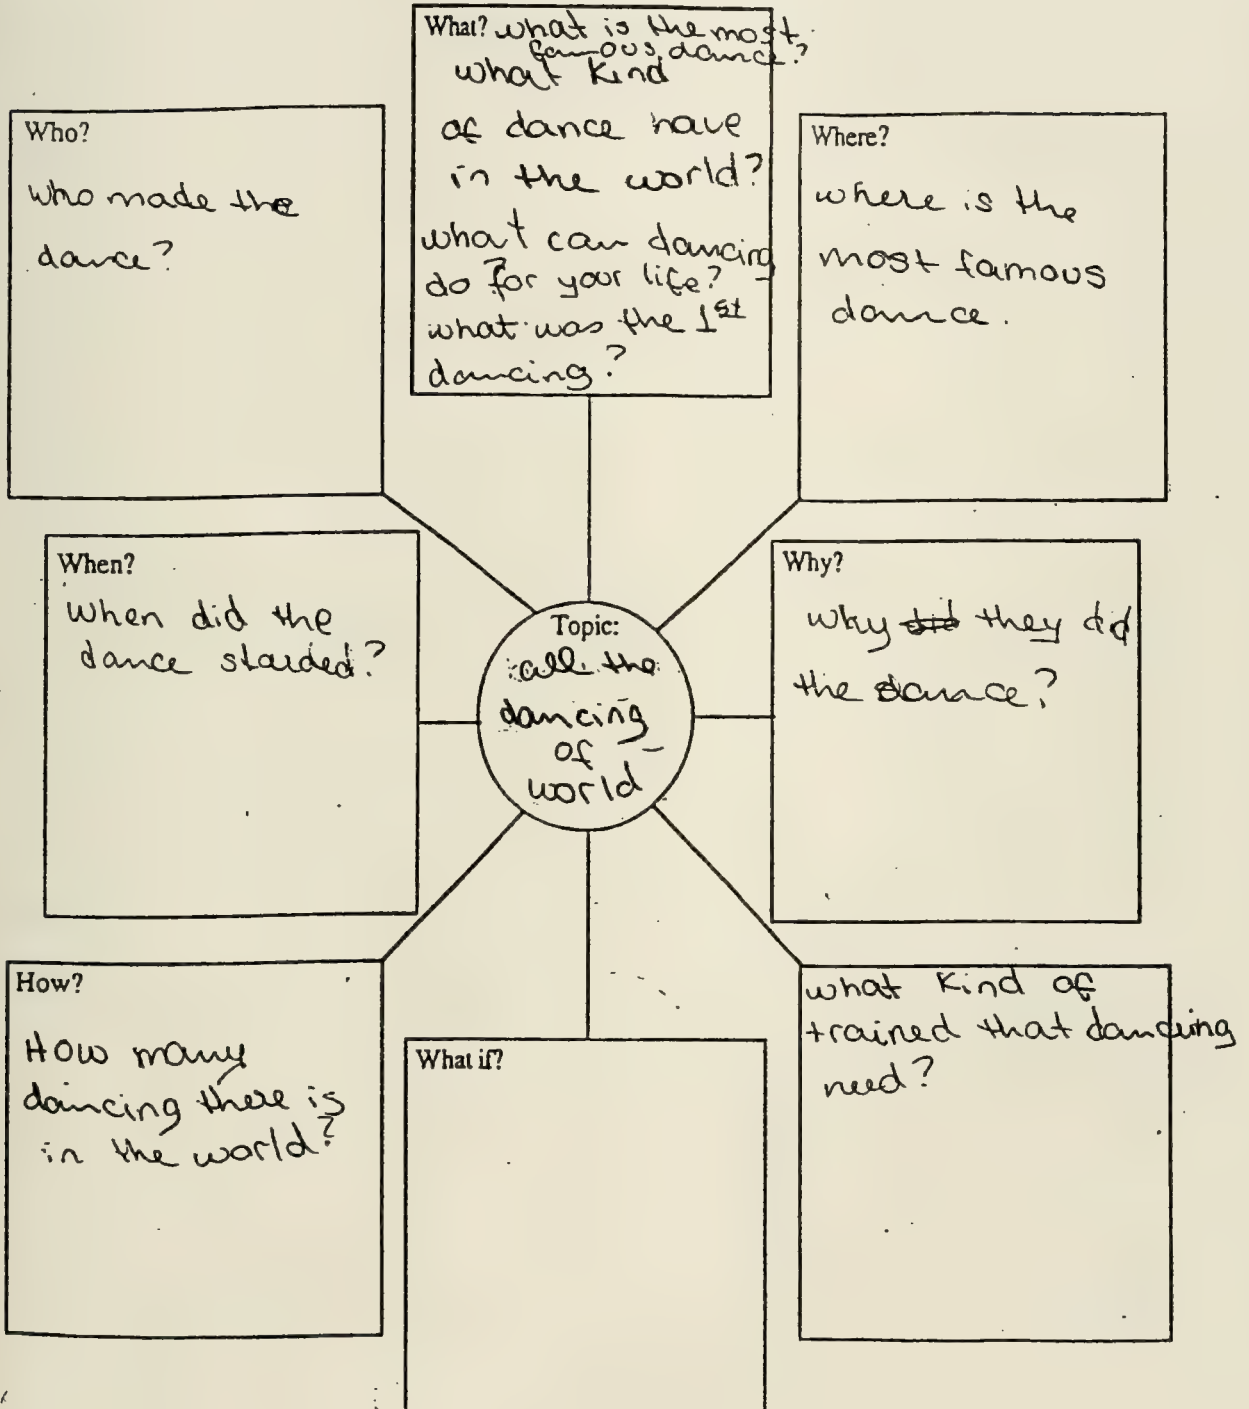 What? what is the most
famous dance?
what kind
of dance have
in the world?
what can dancing
do for your life?
what was the 1st
dancing?
Who?
who made the
dance?
Where?
where is the
most famous
dance.
When?
When did the
dance starded?
Topic:
all the
dancing
of
world
Why?
why did they did
the dance?
How?
How many
dancing there is
in the world?
What if?
what kind of
trained that dancing
need?